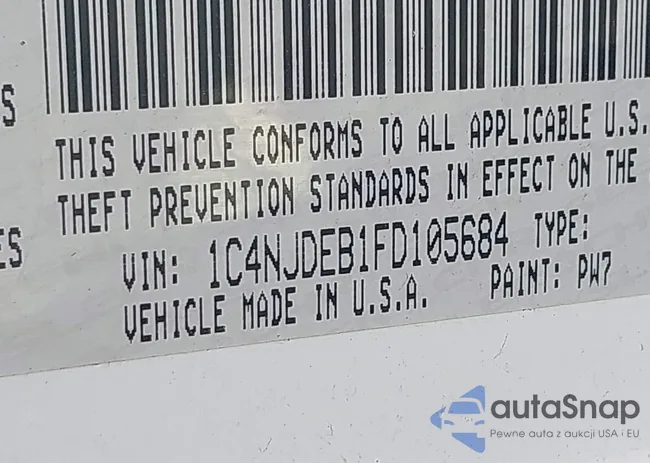 S
THIS VEHICLE CONFORMS TO ALL APPLICABLE U.S.
THEFT PREVENTION STANDARDS IN EFFECT ON THE
ES
VIN: 1C4NJDEB1FD105684 TYPE:
VEHICLE MADE IN U.S.A. PAINT: PW7
autaSnap
Pewne auta z aukcji USA i EU